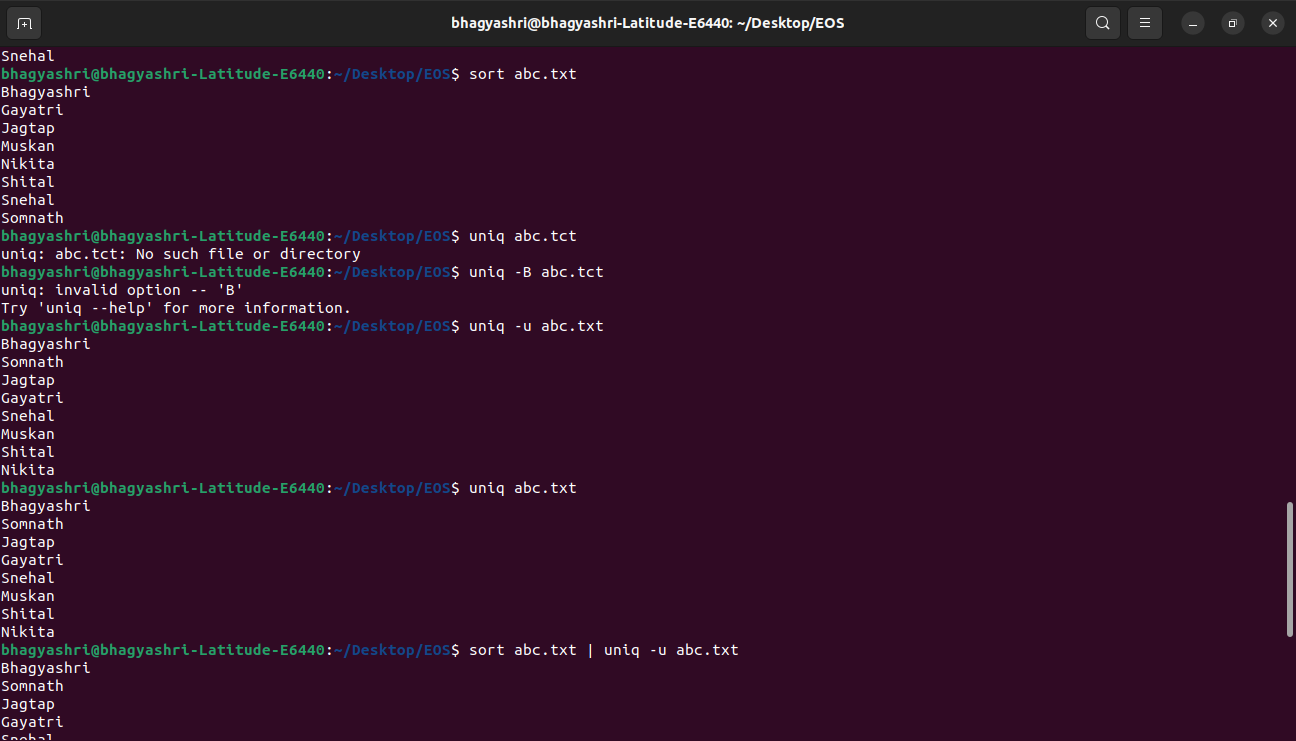 bhagyashri@bhagyashri-Latitude-E6440: ~/Desktop/EOS
Snehal
bhagyashri@bhagyashri-Latitude-E6440:~/Desktop/EOS$ sort abc.txt
Bhagyashri
Gayatri
Jagtap
Muskan
Nikita
Shital
Snehal
Somnath
bhagyashri@bhagyashri-Latitude-E6440:~/Desktop/EOS$ uniq abc.tct
uniq: abc.tct: No such file or directory
bhagyashri@bhagyashri-Latitude-E6440:~/Desktop/EOS$ uniq -B abc.tct
uniq: invalid option -- 'B'
Try 'uniq --help' for more information.
bhagyashri@bhagyashri-Latitude-E6440:~/Desktop/EOS$ uniq -u abc.txt
Bhagyashri
Somnath
Jagtap
Gayatri
Snehal
Muskan
Shital
Nikita
bhagyashri@bhagyashri-Latitude-E6440:~/Desktop/EOS$ uniq abc.txt
Bhagyashri
Somnath
Jagtap
Gayatri
Snehal
Muskan
Shital
Nikita
bhagyashri@bhagyashri-Latitude-E6440:~/Desktop/EOS$ sort abc.txt | uniq -u abc.txt
Bhagyashri
Somnath
Jagtap
Gayatri
Snehal